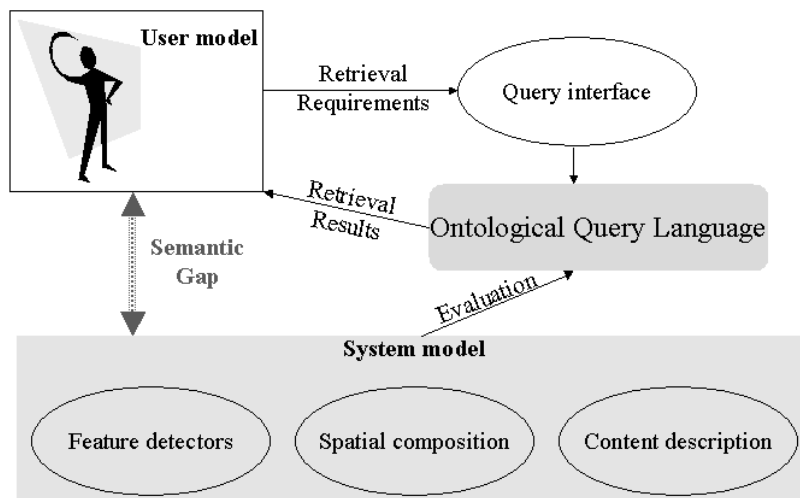 User model
Retrieval
Requirements
Query interface
Retrieval
Results
Ontological Query Language
Semantic
Gap
Evaluation
System model
Feature detectors
Spatial composition
Content description